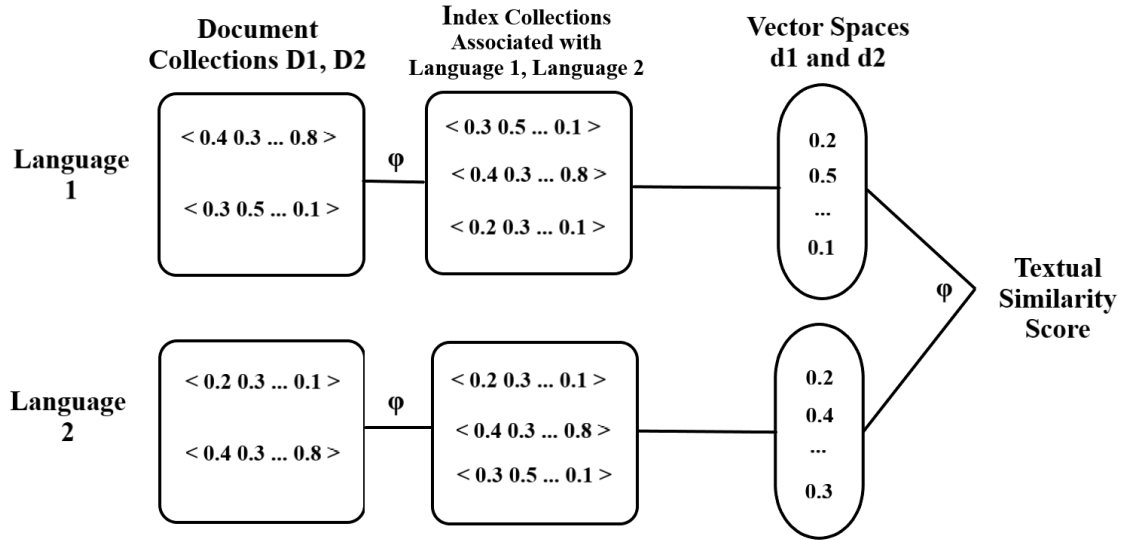 Document
Collections D1, D2
Index Collections
Associated with
Language 1, Language 2
Vector Spaces
d1 and d2
Language
1
< 0.4 0.3 ... 0.8 >
< 0.3 0.5 ... 0.1 >
φ
< 0.3 0.5 ... 0.1 >
< 0.4 0.3 ... 0.8 >
< 0.2 0.3 ... 0.1 >
0.2
0.5
...
0.1
Language
2
< 0.2 0.3 ... 0.1 >
< 0.4 0.3 ... 0.8 >
φ
< 0.2 0.3 ... 0.1 >
< 0.4 0.3 ... 0.8 >
< 0.3 0.5 ... 0.1 >
0.2
0.4
...
0.3
φ
Textual
Similarity
Score